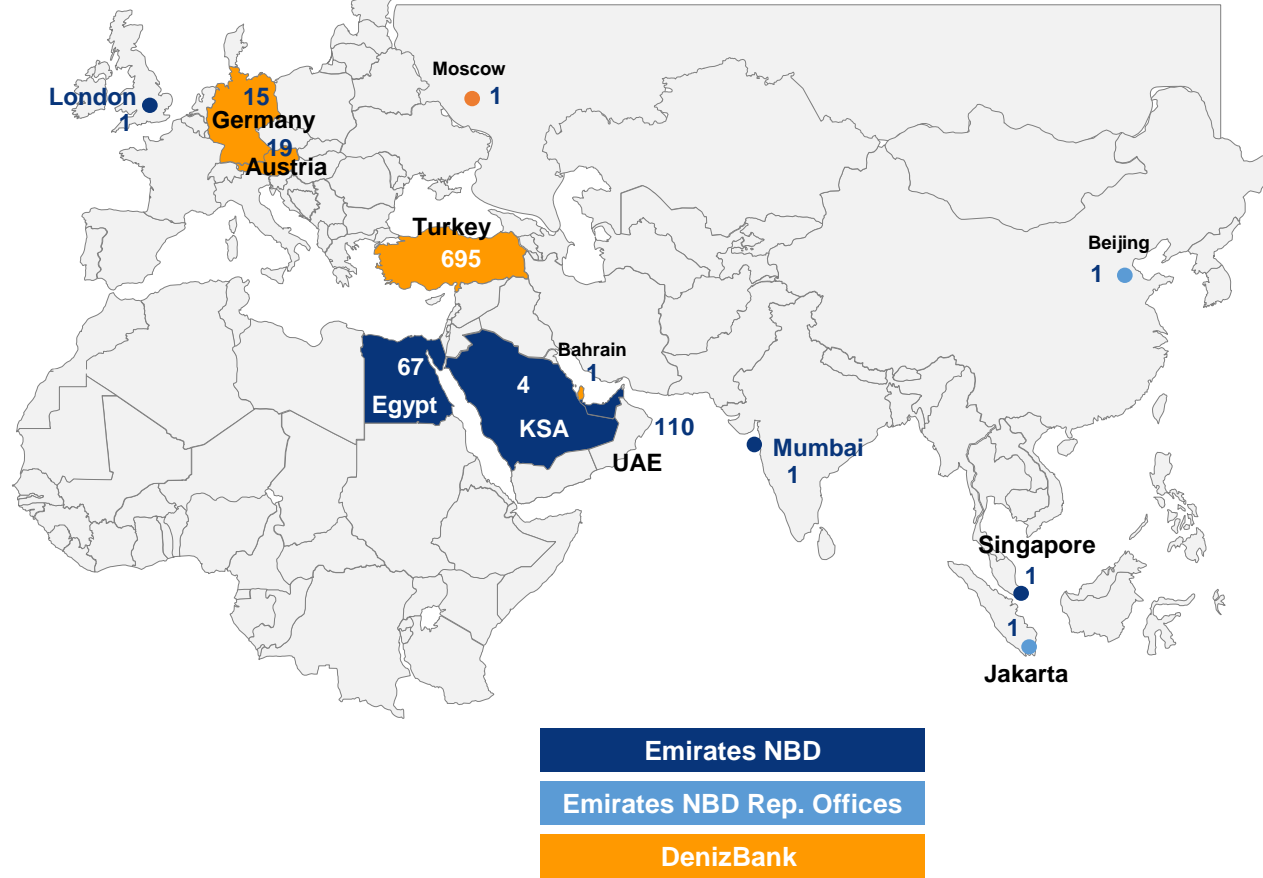 Moscow
1
London
1
15
Germany
19
Austria
Turkey
695
Beijing
1
Bahrain
1
67
Egypt
4
KSA
110
UAE
Mumbai
1
Singapore
1
1
Jakarta
Emirates NBD
Emirates NBD Rep. Offices
DenizBank